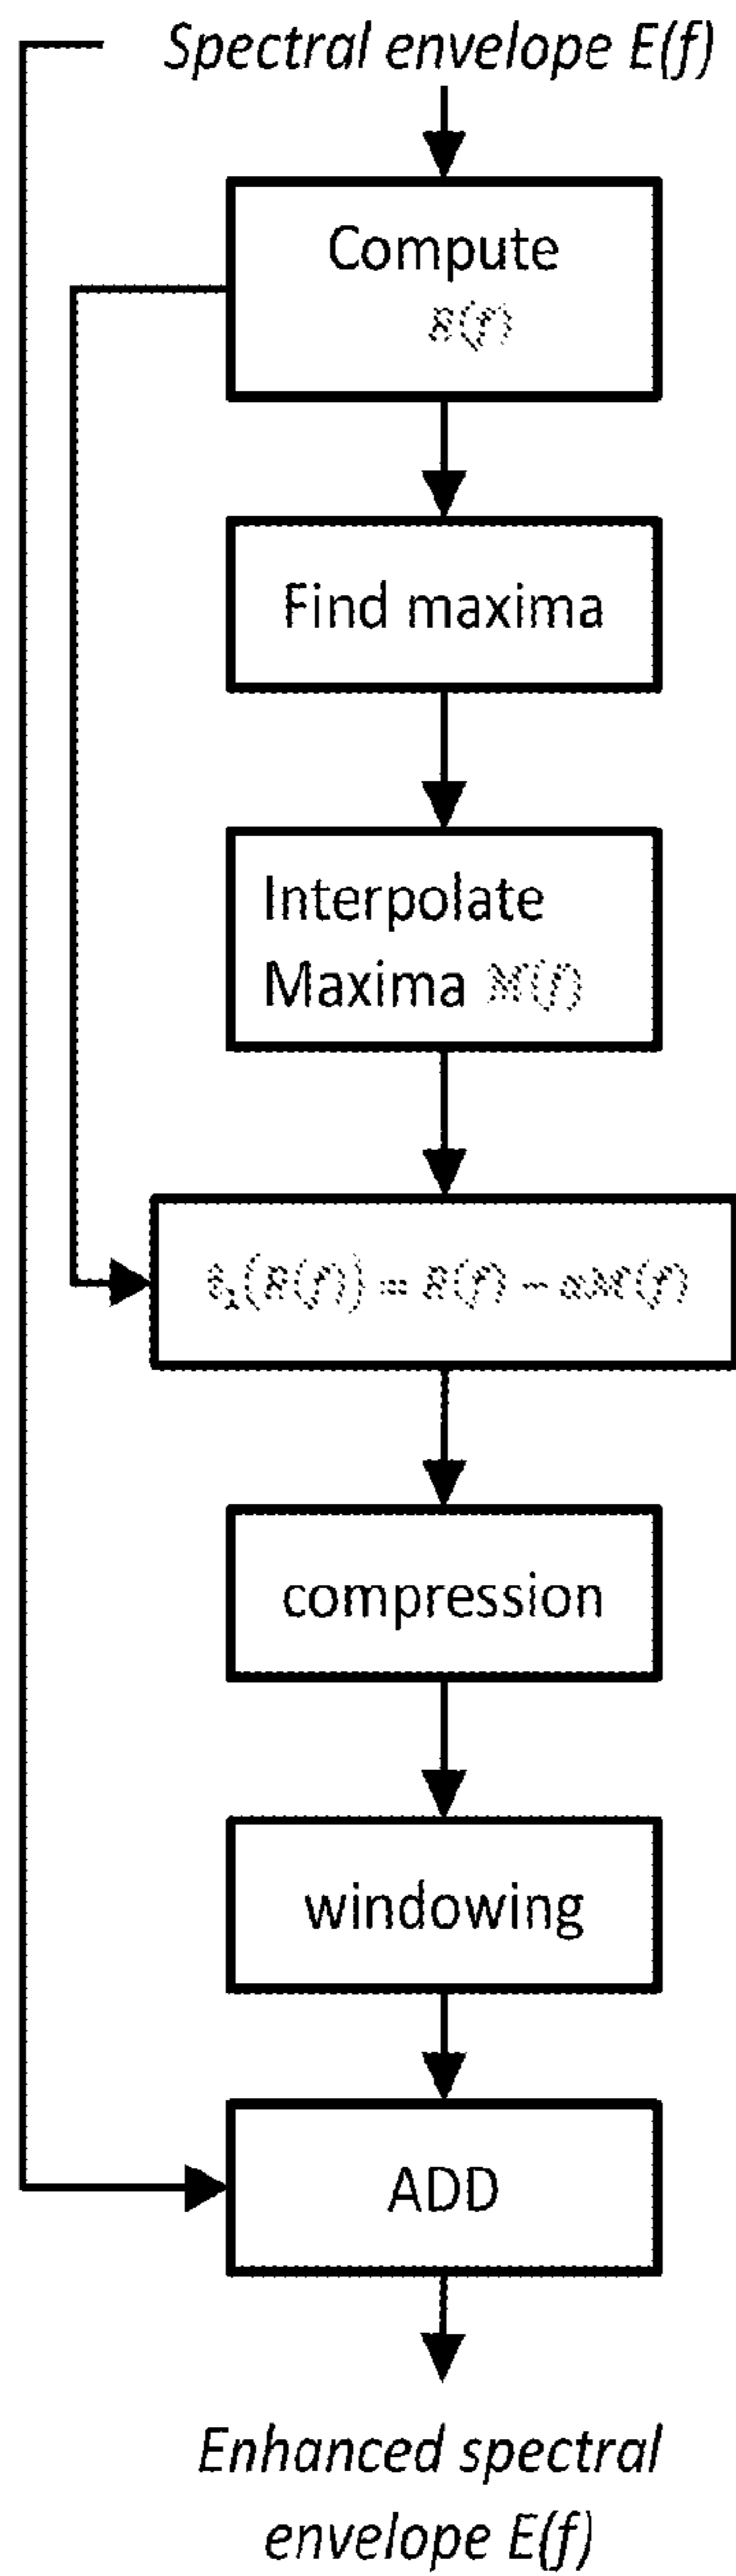 Spectral envelope E(f)
Compute
Find maxima
Interpolate
Maxima M(f)
compression
windowing
ADD
Enhanced spectral
envelope E(f)